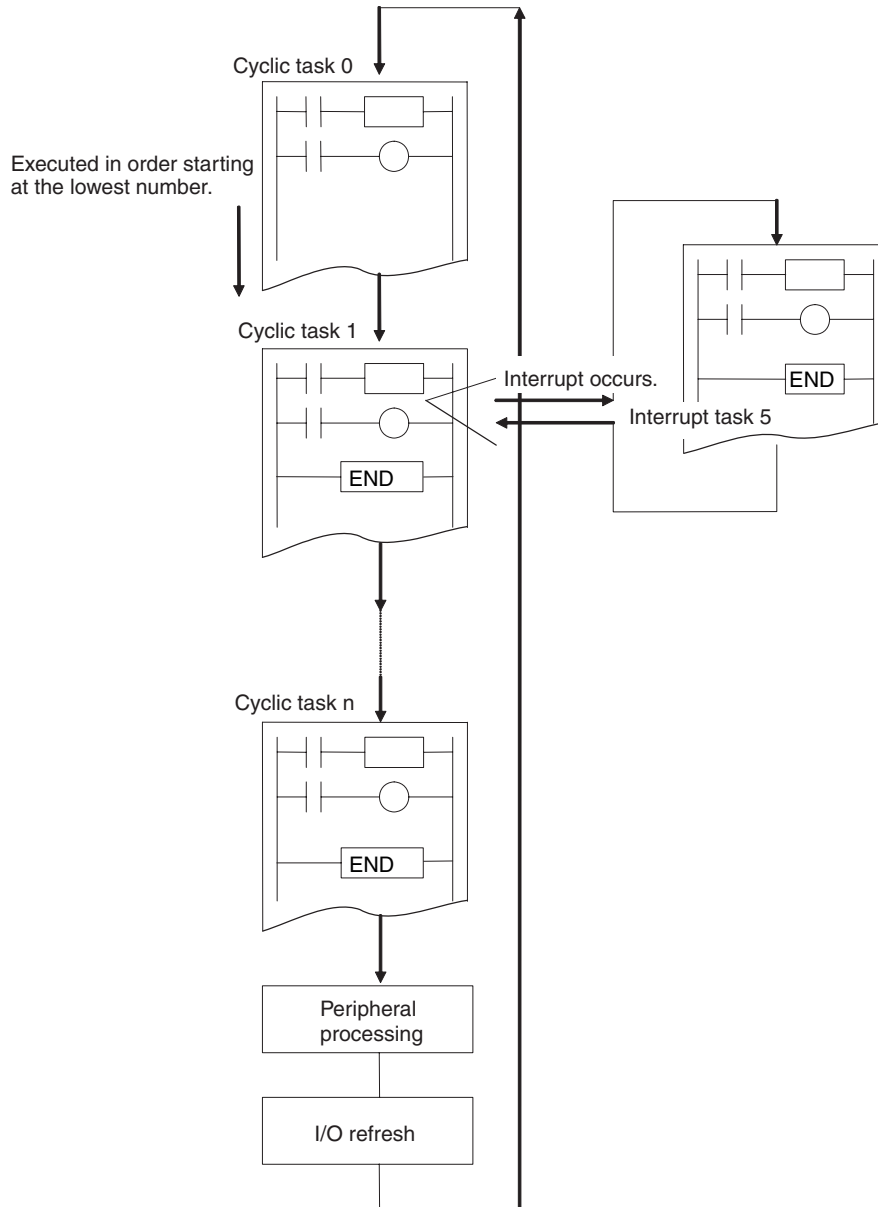 Cyclic task 0
Executed in order starting
at the lowest number.
Cyclic task 1
Interrupt occurs.
END
Interrupt task 5
END
Cyclic task n
END
Peripheral
processing
I/O refresh